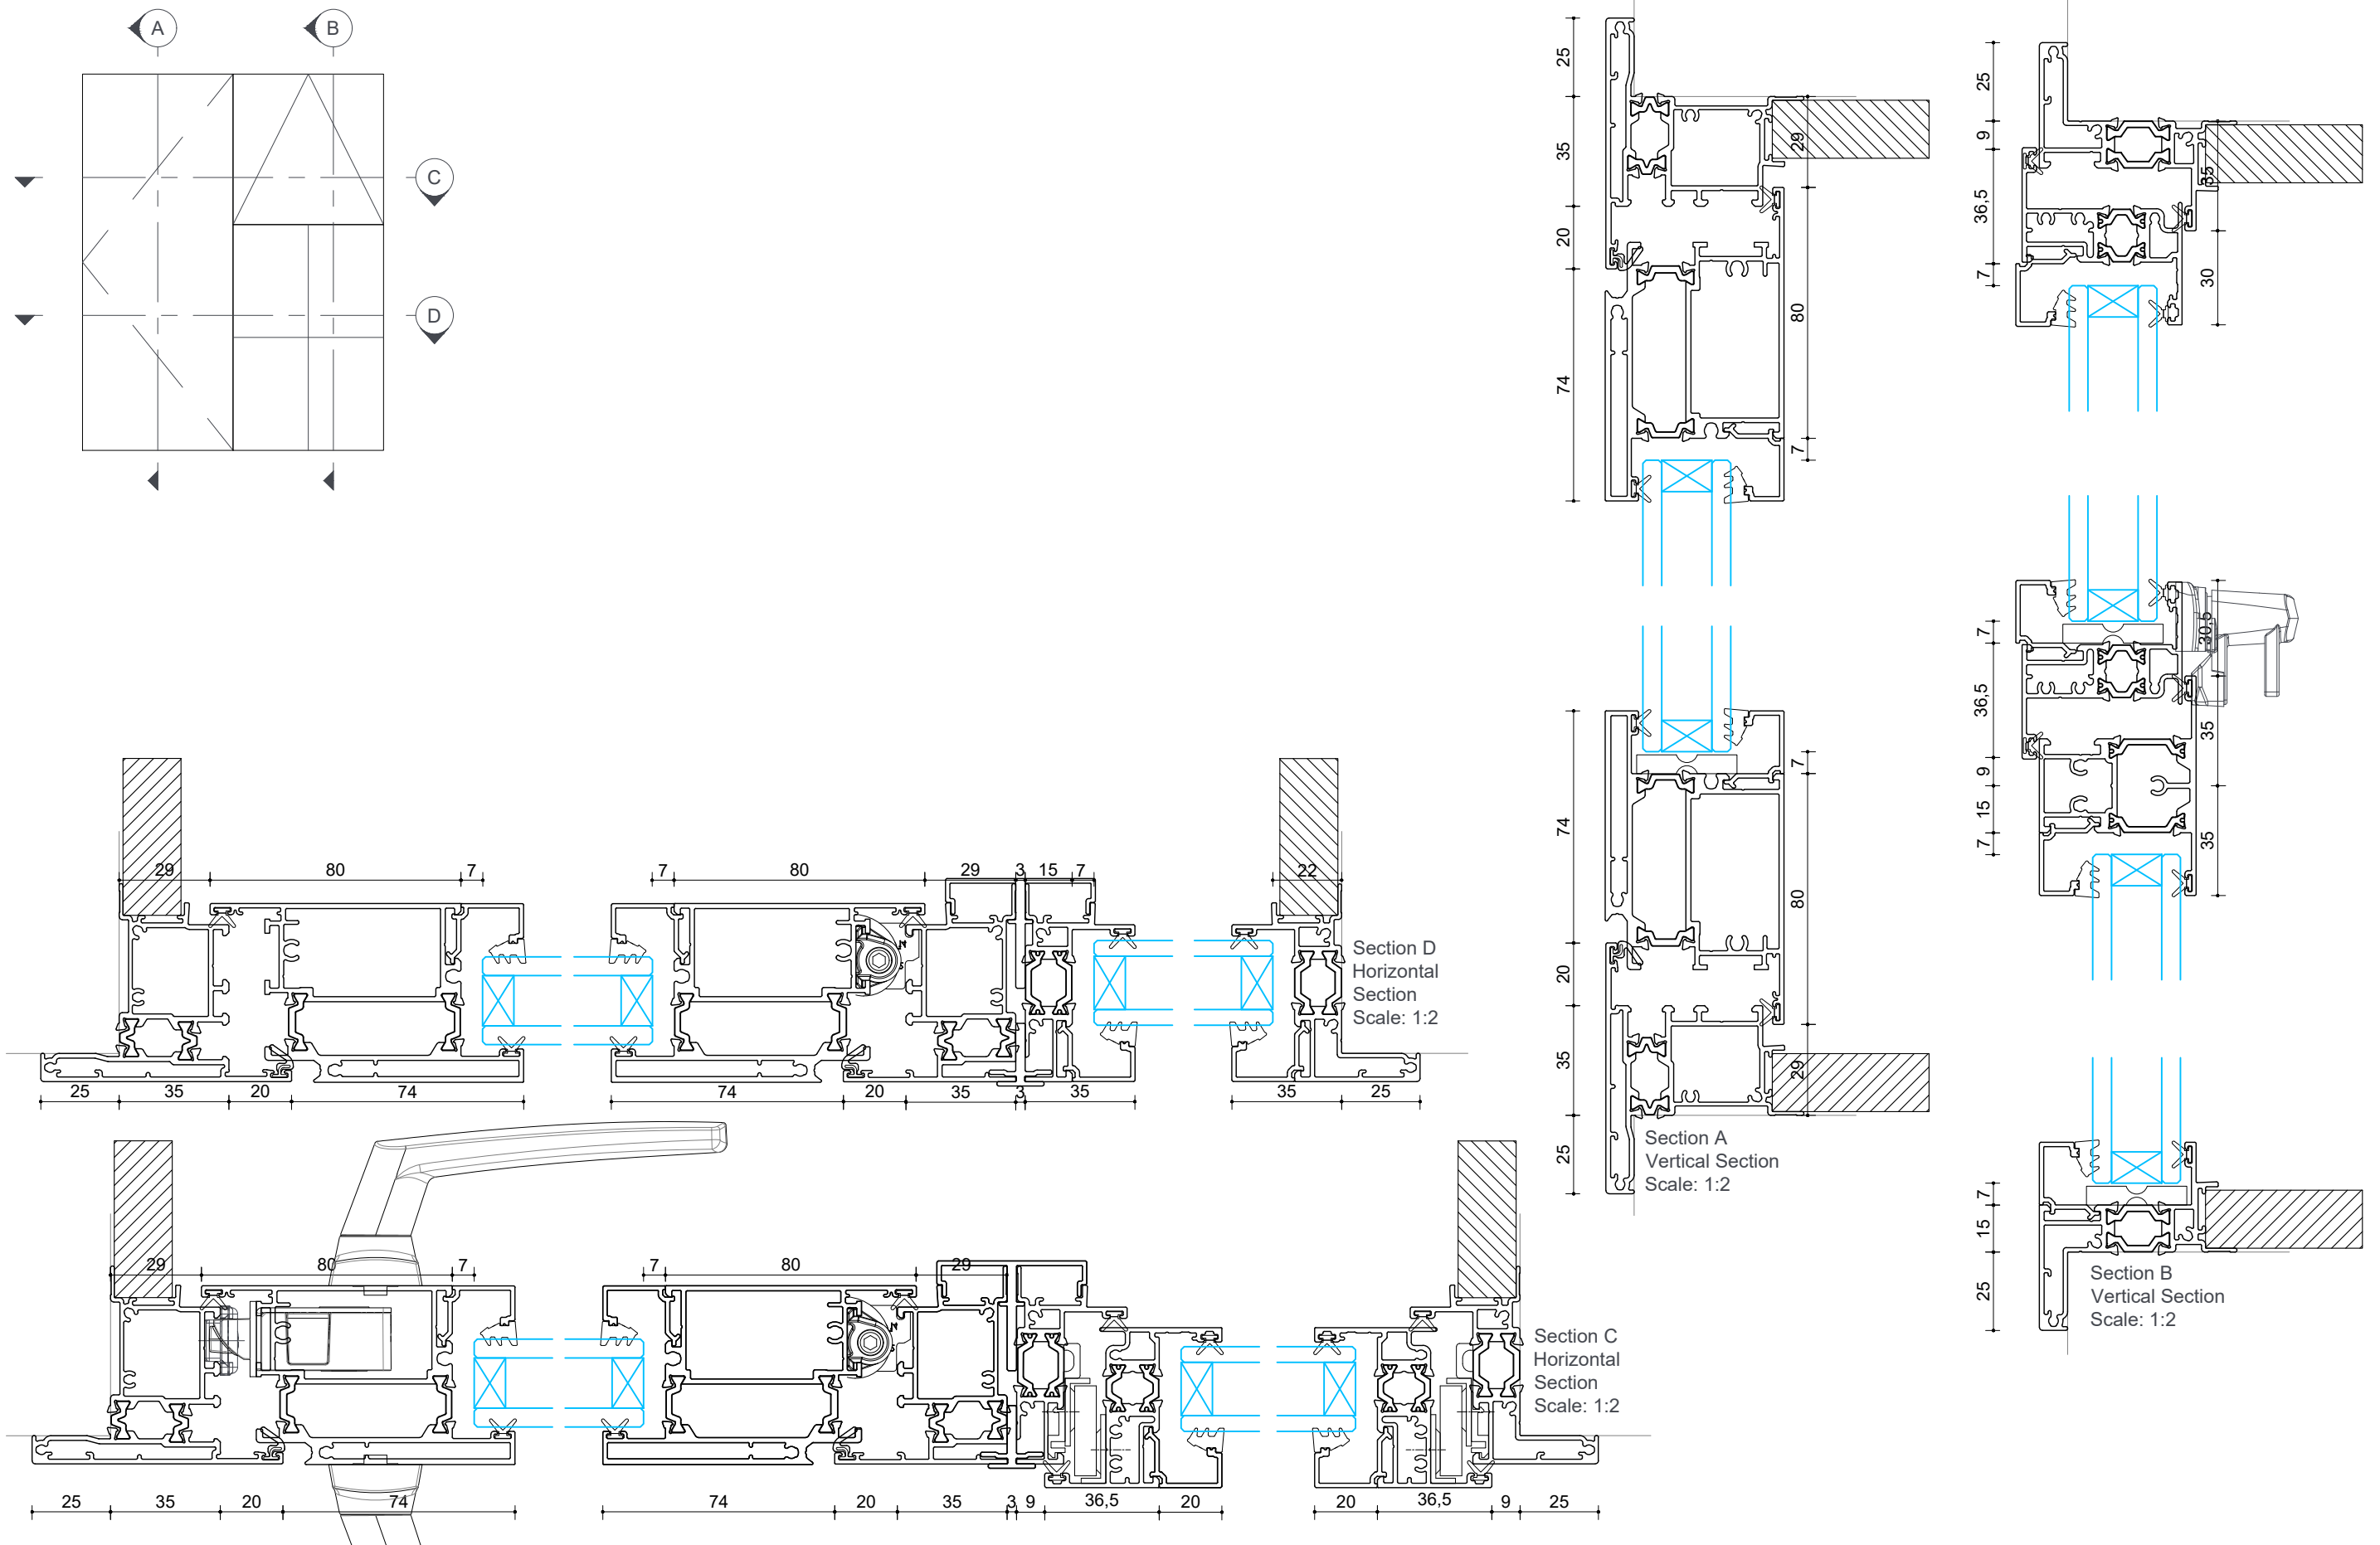 A
B
C
D
25
35
20
74
29
80
7
74
20
35
25
7
80
29
Section A
Vertical Section
Scale: 1:2
25
9
36,5
7
35
30
7
36,5
9
15
7
30,5
35
35
7
15
25
Section B
Vertical Section
Scale: 1:2
29 80 7 7 80 29 3 15 7 22
Section D
Horizontal
Section
Scale: 1:2
25 35 20 74 74 20 35 3 35 35 25
29 80 7 7 80 29
Section C
Horizontal
Section
Scale: 1:2
25 35 20 74 74 20 35 3 9 36,5 20 20 36,5 9 25